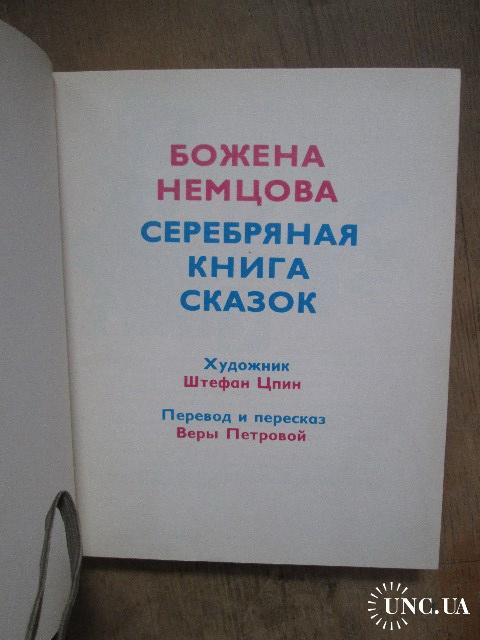 БОЖЕНА
НЕМЦОВА
СЕРЕБРЯНАЯ
КНИГА
СКАЗОК
Художник
Штефан Цпин
Перевод и пересказ
Веры Петровой
UNC.UA